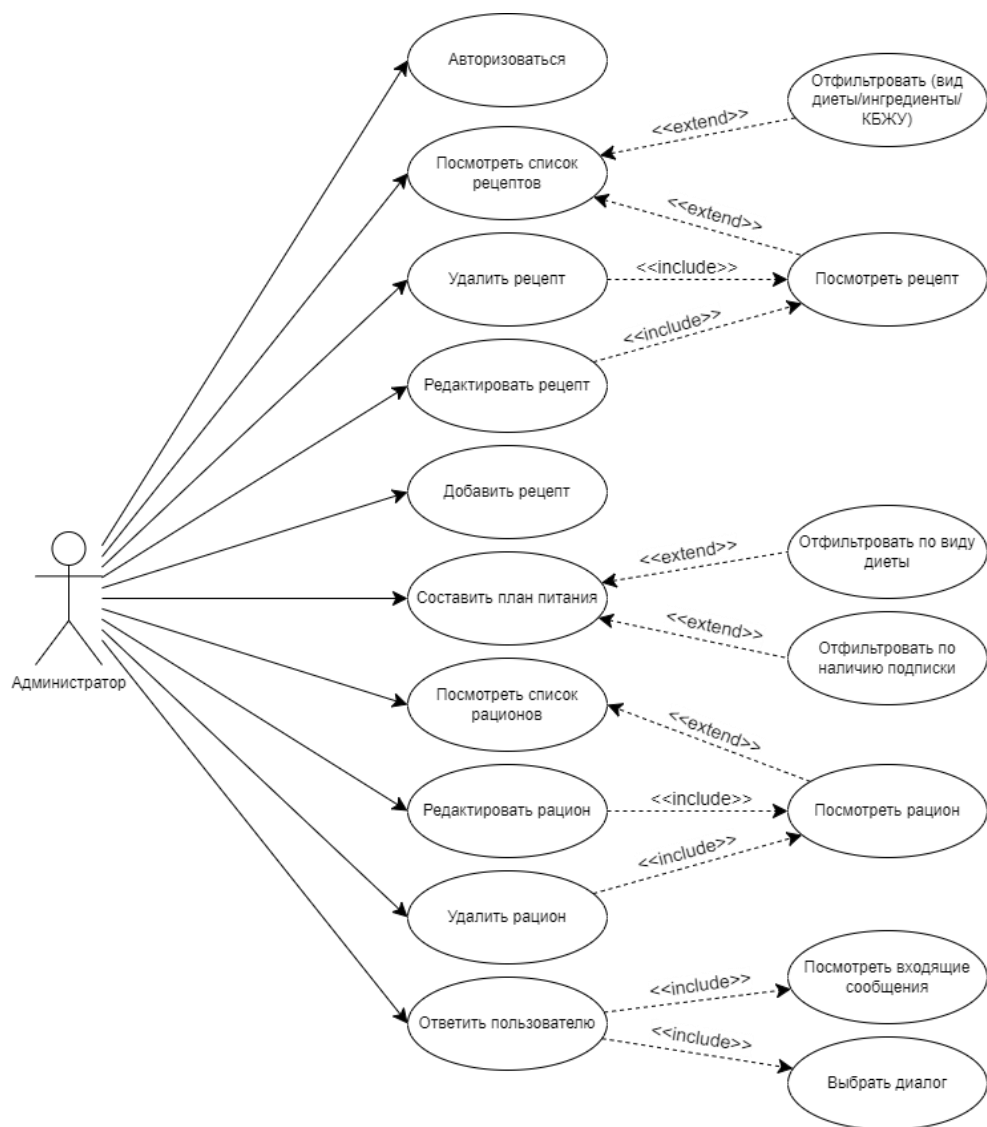 Авторизоваться
Отфильтровать (вид
диеты/ингредиенты/
КБЖУ)
<<extend>>
Посмотреть список
рецептов
<<extend>>
Удалить рецепт
<<include>>
Посмотреть рецепт
<<include>>
Редактировать рецепт
Добавить рецепт
Отфильтровать по виду
диеты
<<extend>>
Составить план питания
<<extend>>
Отфильтровать по
наличию подписки
Администратор
Посмотреть список
рационов
<<extend>>
Редактировать рацион
<<include>>
Посмотреть рацион
<<include>>
Удалить рацион
Посмотреть входящие
сообщения
<<include>>
Ответить пользователю
<<include>>
Выбрать диалог